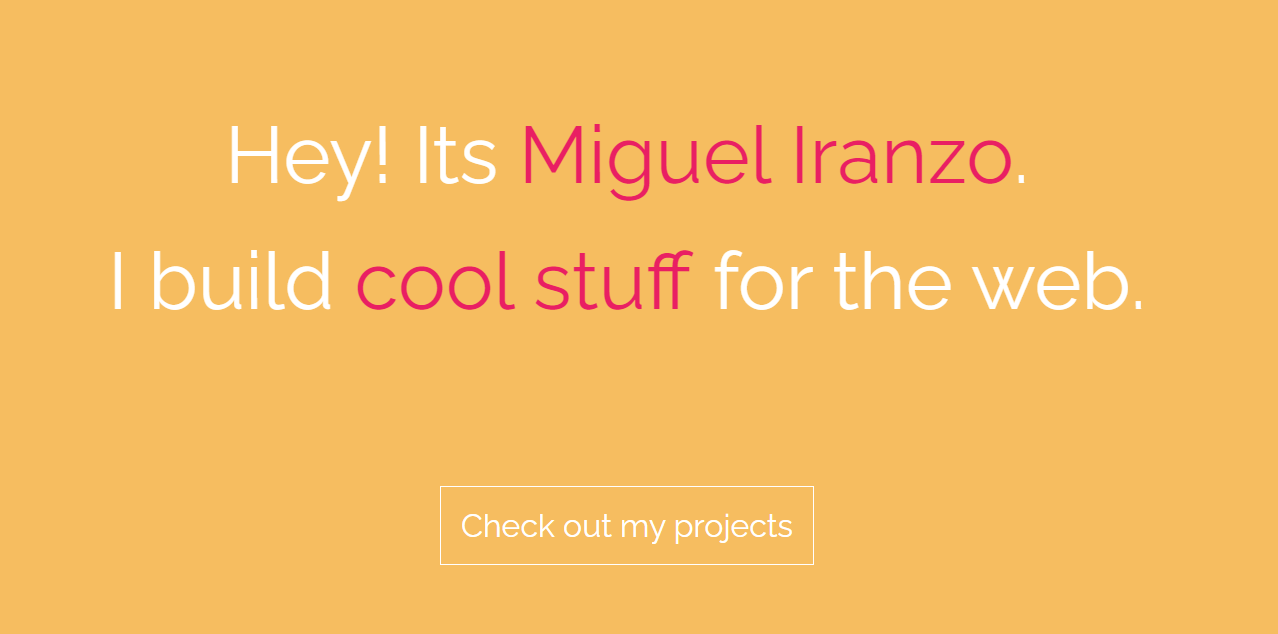 Hey! Its Miguel Iranzo.
I build cool stuff for the web.
Check out my projects